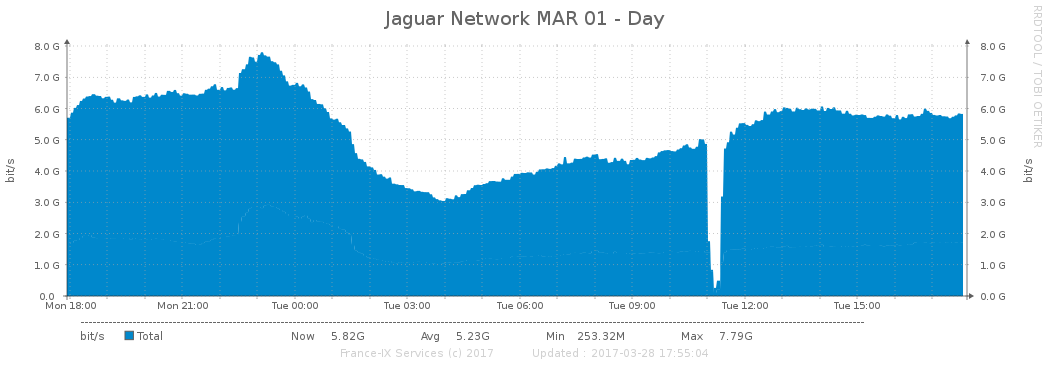 Jaguar Network MAR 01 - Day
RRDTOOL / TOBI OETIKER
bit/s
8.0 G
7.0 G
6.0 G
5.0 G
4.0 G
3.0 G
2.0 G
1.0 G
0.0
8.0 G
7.0 G
6.0 G
5.0 G
4.0 G
3.0 G
2.0 G
1.0 G
0.0 G
bit/s
Mon 18:00 Mon 21:00 Tue 00:00 Tue 03:00 Tue 06:00 Tue 09:00 Tue 12:00 Tue 15:00
bit/s Total Now 5.82G Avg 5.23G Min 253.32M Max 7.79G
France-IX Services (c) 2017 Updated : 2017-03-28 17:55:04